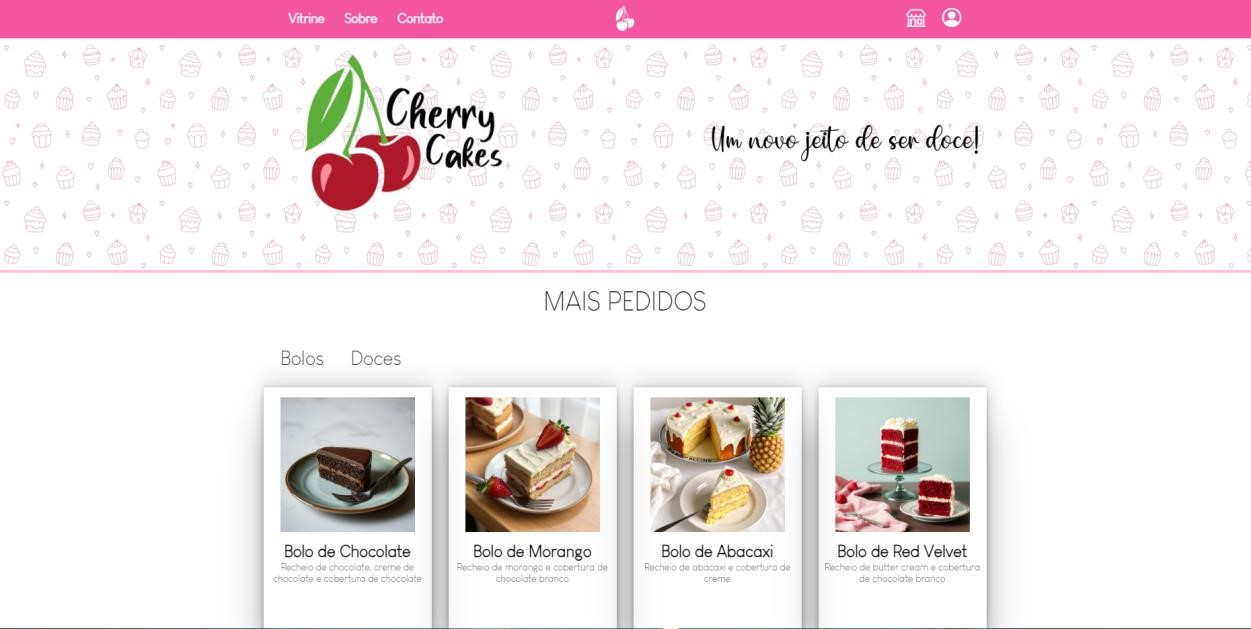 Vitrine Sobre Contato
Cherry
Cakes
Um novo jeito de ser doce!
MAIS PEDIDOS
Bolos Doces
Bolo de Chocolate
Recheio de chocolate, creme de
chocolate e cobertura de chocolate
Bolo de Morango
Recheio de morango e cobertura de
chocolate branco
Bolo de Abacaxi
Recheio de abacaxi e cobertura de
creme
Bolo de Red Velvet
Recheio de butter cream e cobertura
de chocolate branco